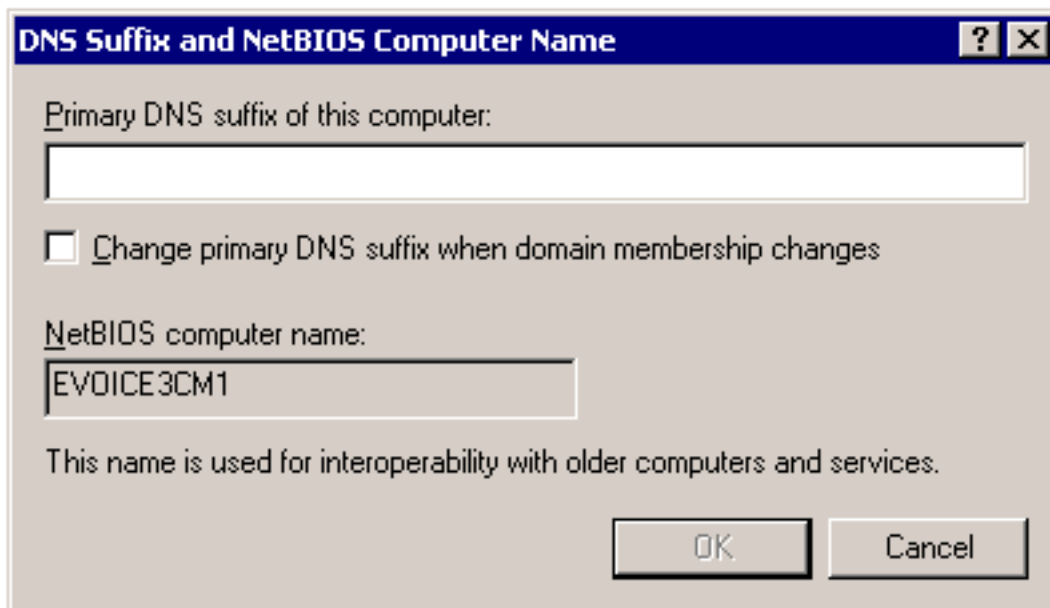 DNS Suffix and NetBIOS Computer Name
Primary DNS suffix of this computer:
Change primary DNS suffix when domain membership changes
NetBIOS computer name:
EVOICE3CM1
This name is used for interoperability with older computers and services.
OK Cancel